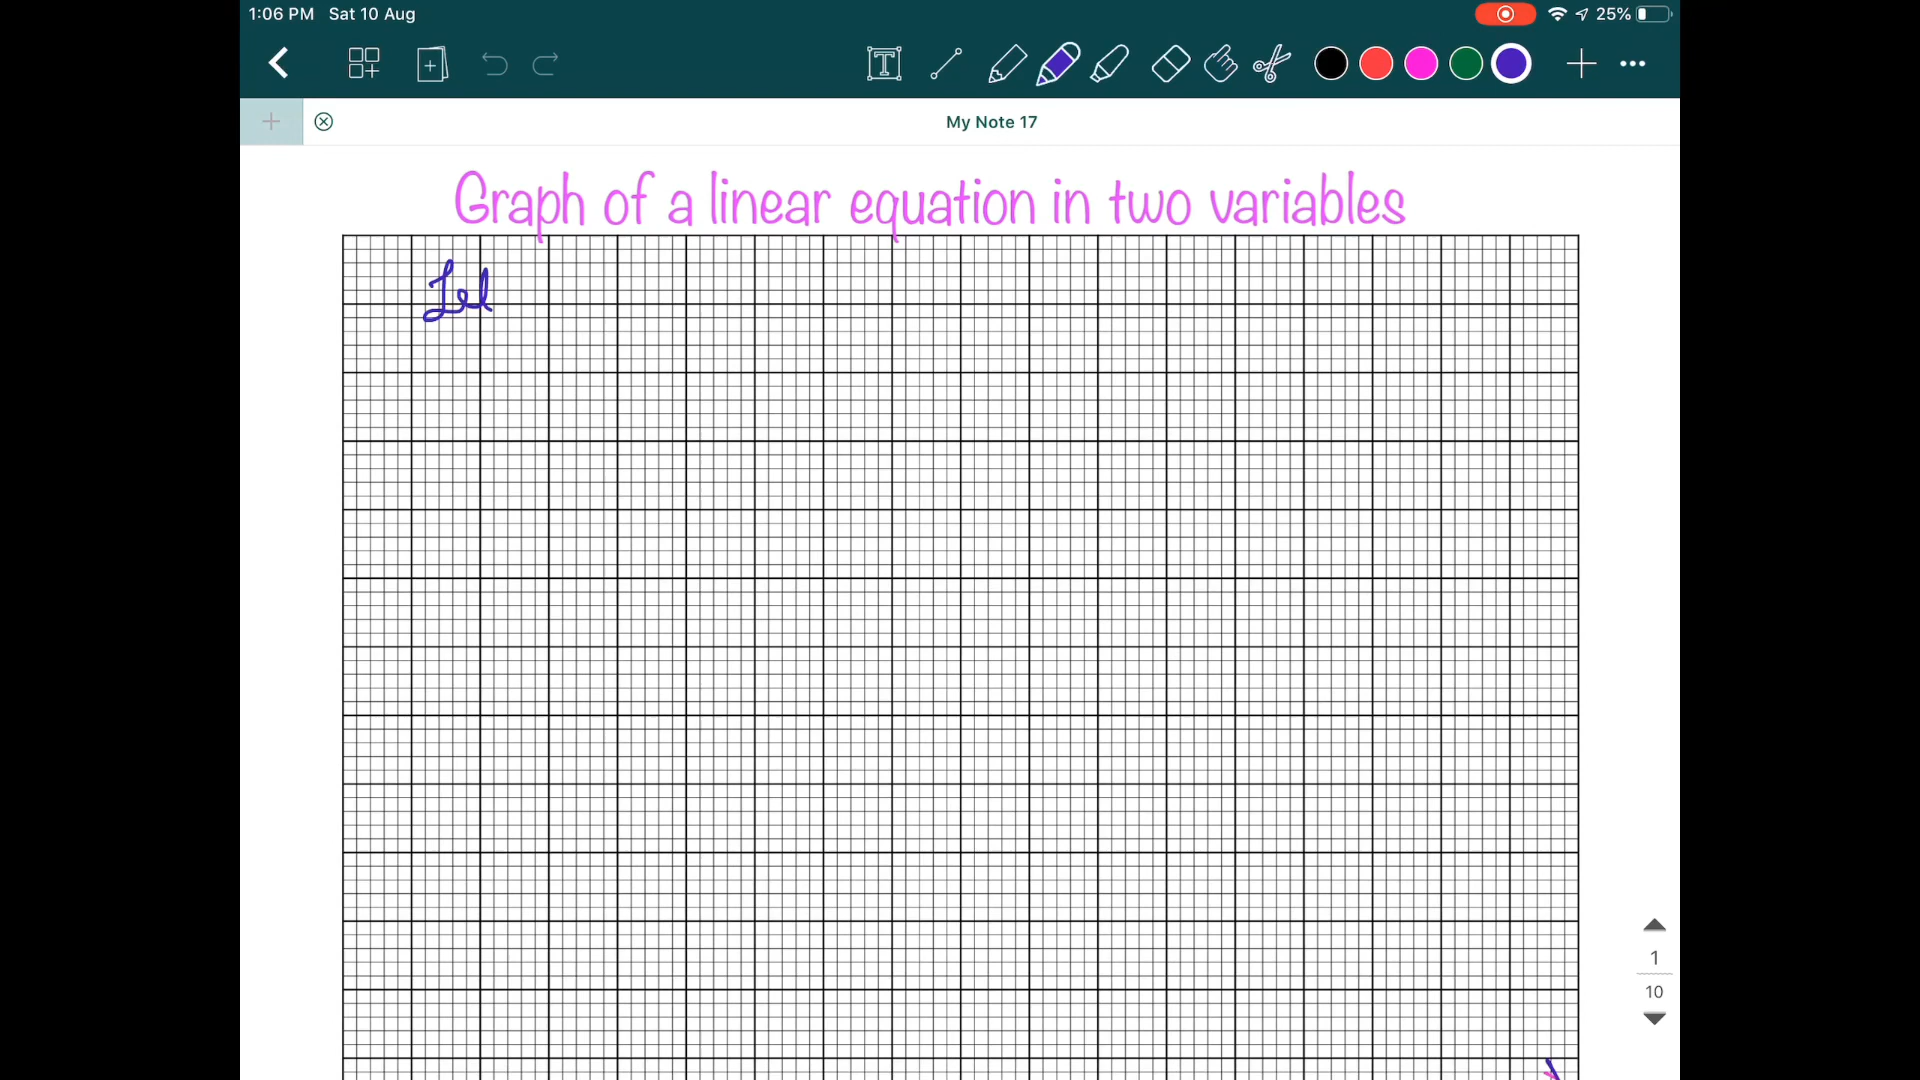 1:06 PM Sat 10 Aug 25%
T
My Note 17
Graph of a linear equation in two variables
Let
1
10